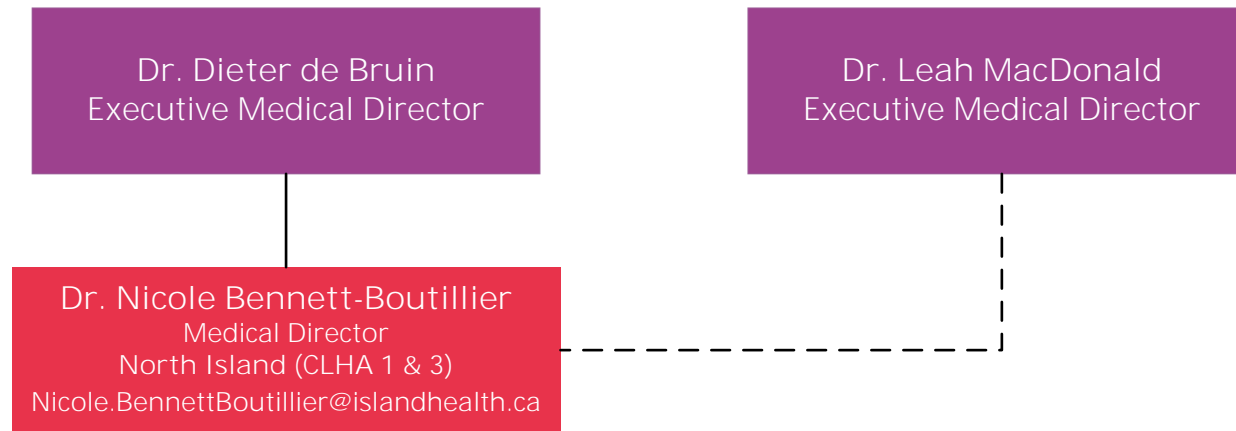 Dr. Dieter de Bruin
Executive Medical Director
Dr. Leah MacDonald
Executive Medical Director
Dr. Nicole Bennett-Boutillier
Medical Director
North Island (CLHA 1 & 3)
Nicole.BennettBoutillier@islandhealth.ca